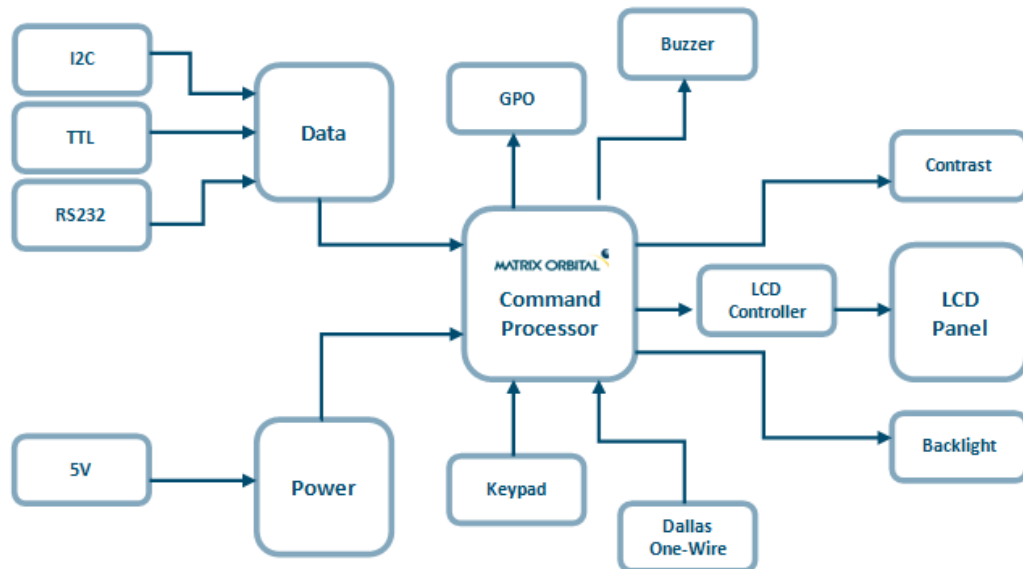 I2C
TTL
RS232
Data
GPO
Buzzer
Contrast
MATRIX ORBITAL
Command
Processor
LCD
Controller
LCD
Panel
5V
Power
Keypad
Dallas
One-Wire
Backlight